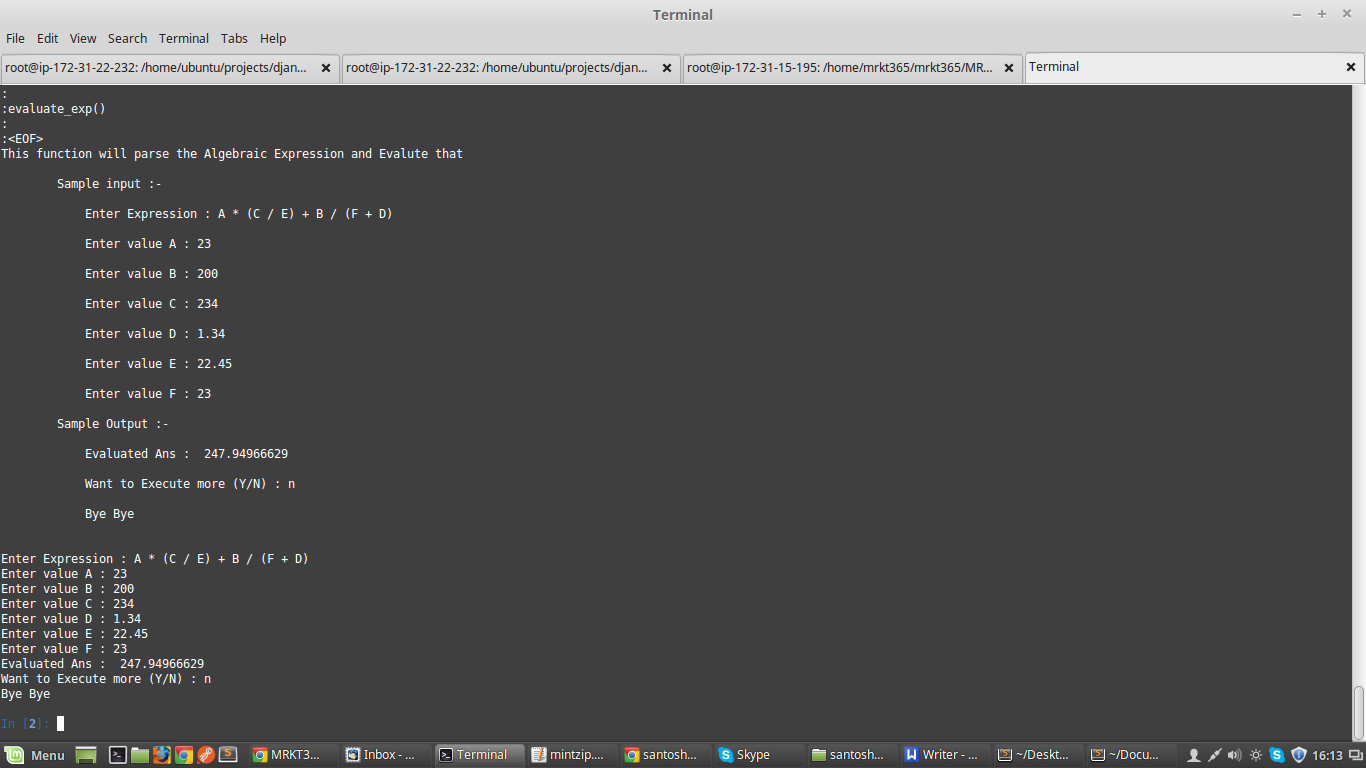 Terminal
File Edit View Search Terminal Tabs Help
root@ip-172-31-22-232: /home/ubuntu/projects/djan... root@ip-172-31-22-232: /home/ubuntu/projects/djan... root@ip-172-31-15-195: /home/mrkt365/mrkt365/MR... Terminal
:
:evaluate_exp()
:
:<EOF>
This function will parse the Algebraic Expression and Evalute that
Sample input :-
Enter Expression : A * (C / E) + B / (F + D)
Enter value A : 23
Enter value B : 200
Enter value C : 234
Enter value D : 1.34
Enter value E : 22.45
Enter value F : 23
Sample Output :-
Evaluated Ans :  247.94966629
Want to Execute more (Y/N) : n
Bye Bye
Enter Expression : A * (C / E) + B / (F + D)
Enter value A : 23
Enter value B : 200
Enter value C : 234
Enter value D : 1.34
Enter value E : 22.45
Enter value F : 23
Evaluated Ans :  247.94966629
Want to Execute more (Y/N) : n
Bye Bye
In [2]:
Menu MRKT3... Inbox - ... Terminal mintzip.... santosh... Skype santosh... Writer - ... ~/Deskt... ~/Docu... 16:13